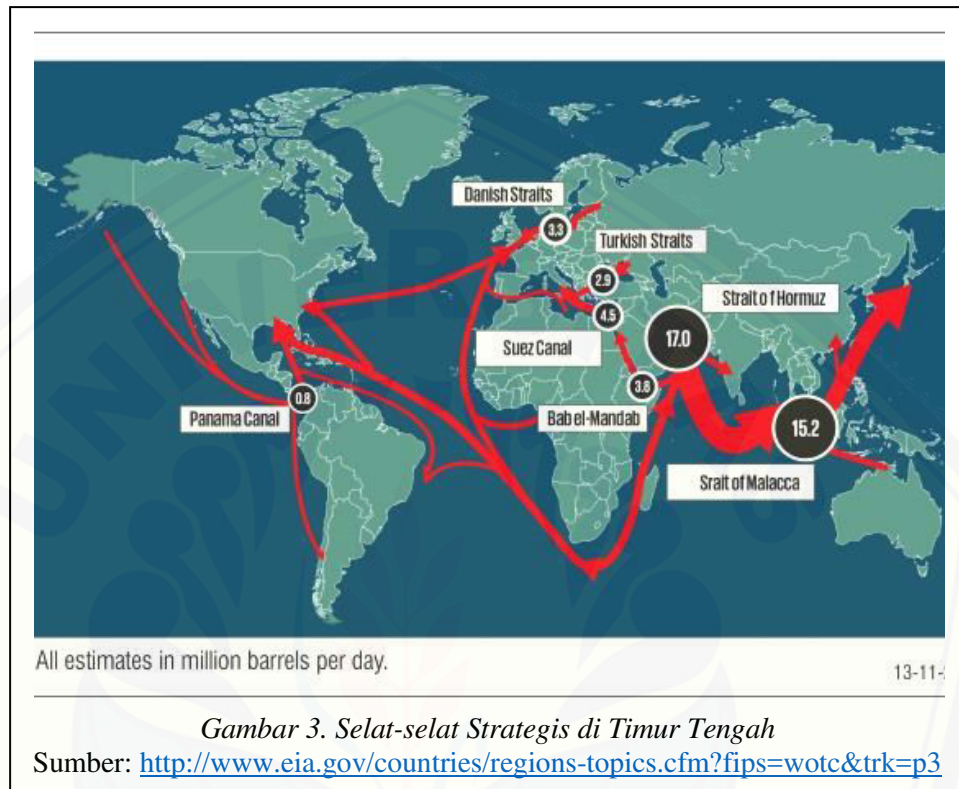 Danish Straits
3.3
Turkish Straits
2.9
Strait of Hormuz
4.5
17.0
Suez Canal
3.8
0.8
Panama Canal
Bab el-Mandab
15.2
Srait of Malacca
All estimates in million barrels per day.
13-11-
Gambar 3. Selat-selat Strategis di Timur Tengah
Sumber: http://www.eia.gov/countries/regions-topics.cfm?fips=wotc&trk=p3